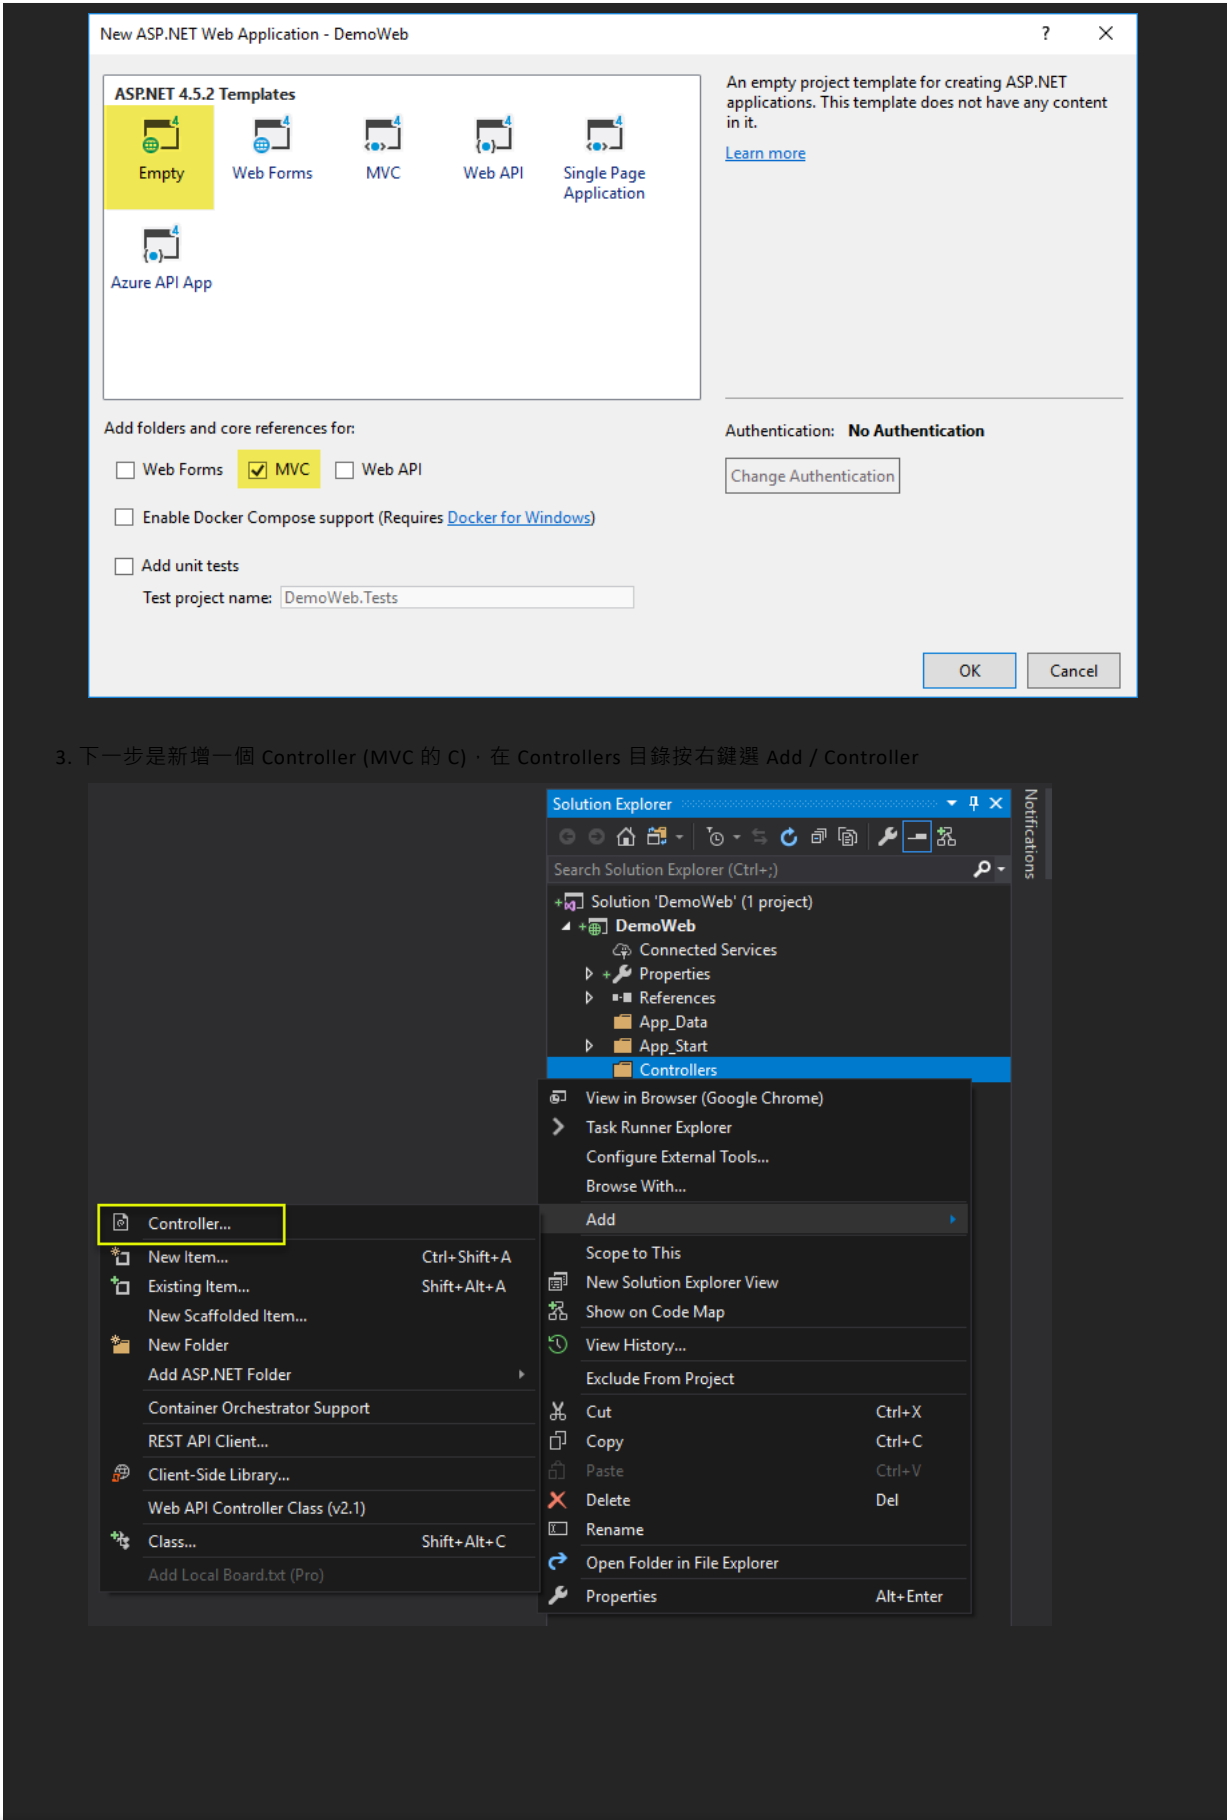 New ASP.NET Web Application - DemoWeb
?
ASP.NET 4.5.2 Templates
Empty
Web Forms
MVC
Web API
Single Page
Application
Azure API App
An empty project template for creating ASP.NET
applications. This template does not have any content
in it.
Learn more
Add folders and core references for:
Web Forms
MVC
Web API
Enable Docker Compose support (Requires Docker for Windows)
Add unit tests
Test project name: DemoWeb.Tests
Authentication: No Authentication
Change Authentication
OK
Cancel
3. 下一步是新增一個 Controller (MVC 的 C)，在 Controllers 目錄按右鍵選 Add / Controller
Solution Explorer
Notifications
Search Solution Explorer (Ctrl+;)
Solution 'DemoWeb' (1 project)
DemoWeb
Connected Services
Properties
References
App_Data
App_Start
Controllers
View in Browser (Google Chrome)
Task Runner Explorer
Configure External Tools...
Browse With...
Add
Scope to This
New Solution Explorer View
Show on Code Map
View History...
Exclude From Project
Cut Ctrl+X
Copy Ctrl+C
Paste Ctrl+V
Delete Del
Rename
Open Folder in File Explorer
Properties Alt+Enter
Controller...
New Item... Ctrl+Shift+A
Existing Item... Shift+Alt+A
New Scaffolded Item...
New Folder
Add ASP.NET Folder
Container Orchestrator Support
REST API Client...
Client-Side Library...
Web API Controller Class (v2.1)
Class... Shift+Alt+C
Add Local Board.txt (Pro)